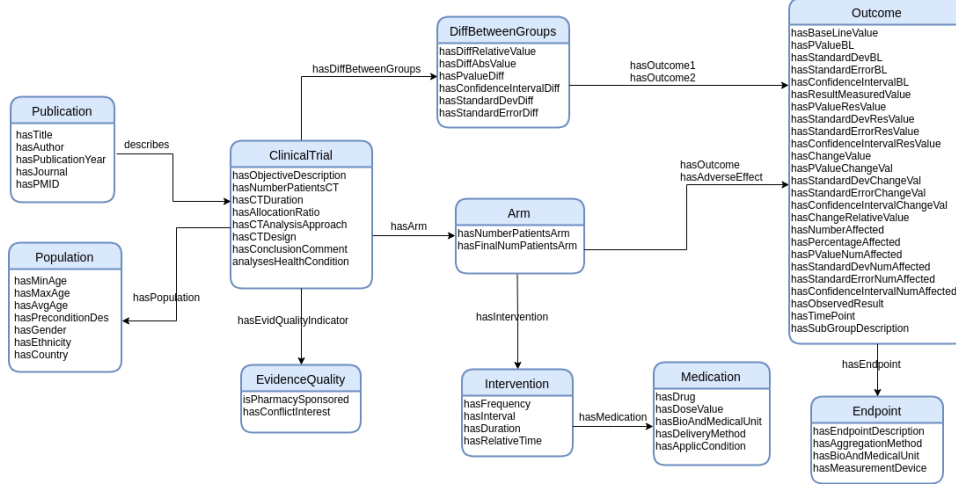 Publication
hasTitle
hasAuthor
hasPublicationYear
hasJournal
hasPMID
describes
hasDiffBetweenGroups
DiffBetweenGroups
hasDiffRelativeValue
hasDiffAbsValue
hasPvalueDiff
hasConfidenceIntervalDiff
hasStandardDevDiff
hasStandardErrorDiff
hasOutcome1
hasOutcome2
Outcome
hasBaseLineValue
hasPValueBL
hasStandardDevBL
hasStandardErrorBL
hasConfidenceIntervalBL
hasResultMeasuredValue
hasPValueResValue
hasStandardDevResValue
hasStandardErrorResValue
hasConfidenceIntervalResValue
hasChangeValue
hasPValueChangeVal
hasStandardDevChangeVal
hasStandardErrorChangeVal
hasConfidenceIntervalChangeVal
hasChangeRelativeValue
hasNumberAffected
hasPercentageAffected
hasPValueNumAffected
hasStandardDevNumAffected
hasStandardErrorNumAffected
hasConfidenceIntervalNumAffected
hasObservedResult
hasTimePoint
hasSubGroupDescription
ClinicalTrial
hasObjectiveDescription
hasNumberPatientsCT
hasCTDuration
hasAllocationRatio
hasCTAnalysisApproach
hasCTDesign
hasConclusionComment
analysesHealthCondition
hasArm
Arm
hasNumberPatientsArm
hasFinalNumPatientsArm
hasOutcome
hasAdverseEffect
Population
hasMinAge
hasMaxAge
hasAvgAge
hasPreconditionDes
hasGender
hasEthnicity
hasCountry
hasPopulation
hasEvidQualityIndicator
EvidenceQuality
isPharmacySponsored
hasConflictInterest
hasIntervention
Intervention
hasFrequency
hasInterval
hasDuration
hasRelativeTime
hasMedication
Medication
hasDrug
hasDoseValue
hasBioAndMedicalUnit
hasDeliveryMethod
hasApplicCondition
hasEndpoint
Endpoint
hasEndpointDescription
hasAggregationMethod
hasBioAndMedicalUnit
hasMeasurementDevice